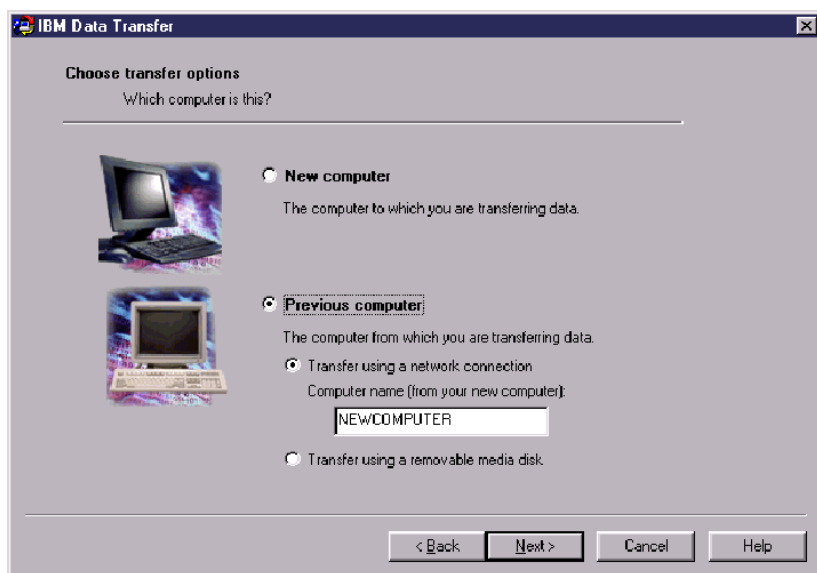 IBM Data Transfer
Choose transfer options
Which computer is this?
New computer
The computer to which you are transferring data.
Previous computer
The computer from which you are transferring data.
Transfer using a network connection
Computer name (from your new computer):
NEWCOMPUTER
Transfer using a removable media disk
< Back Next > Cancel Help